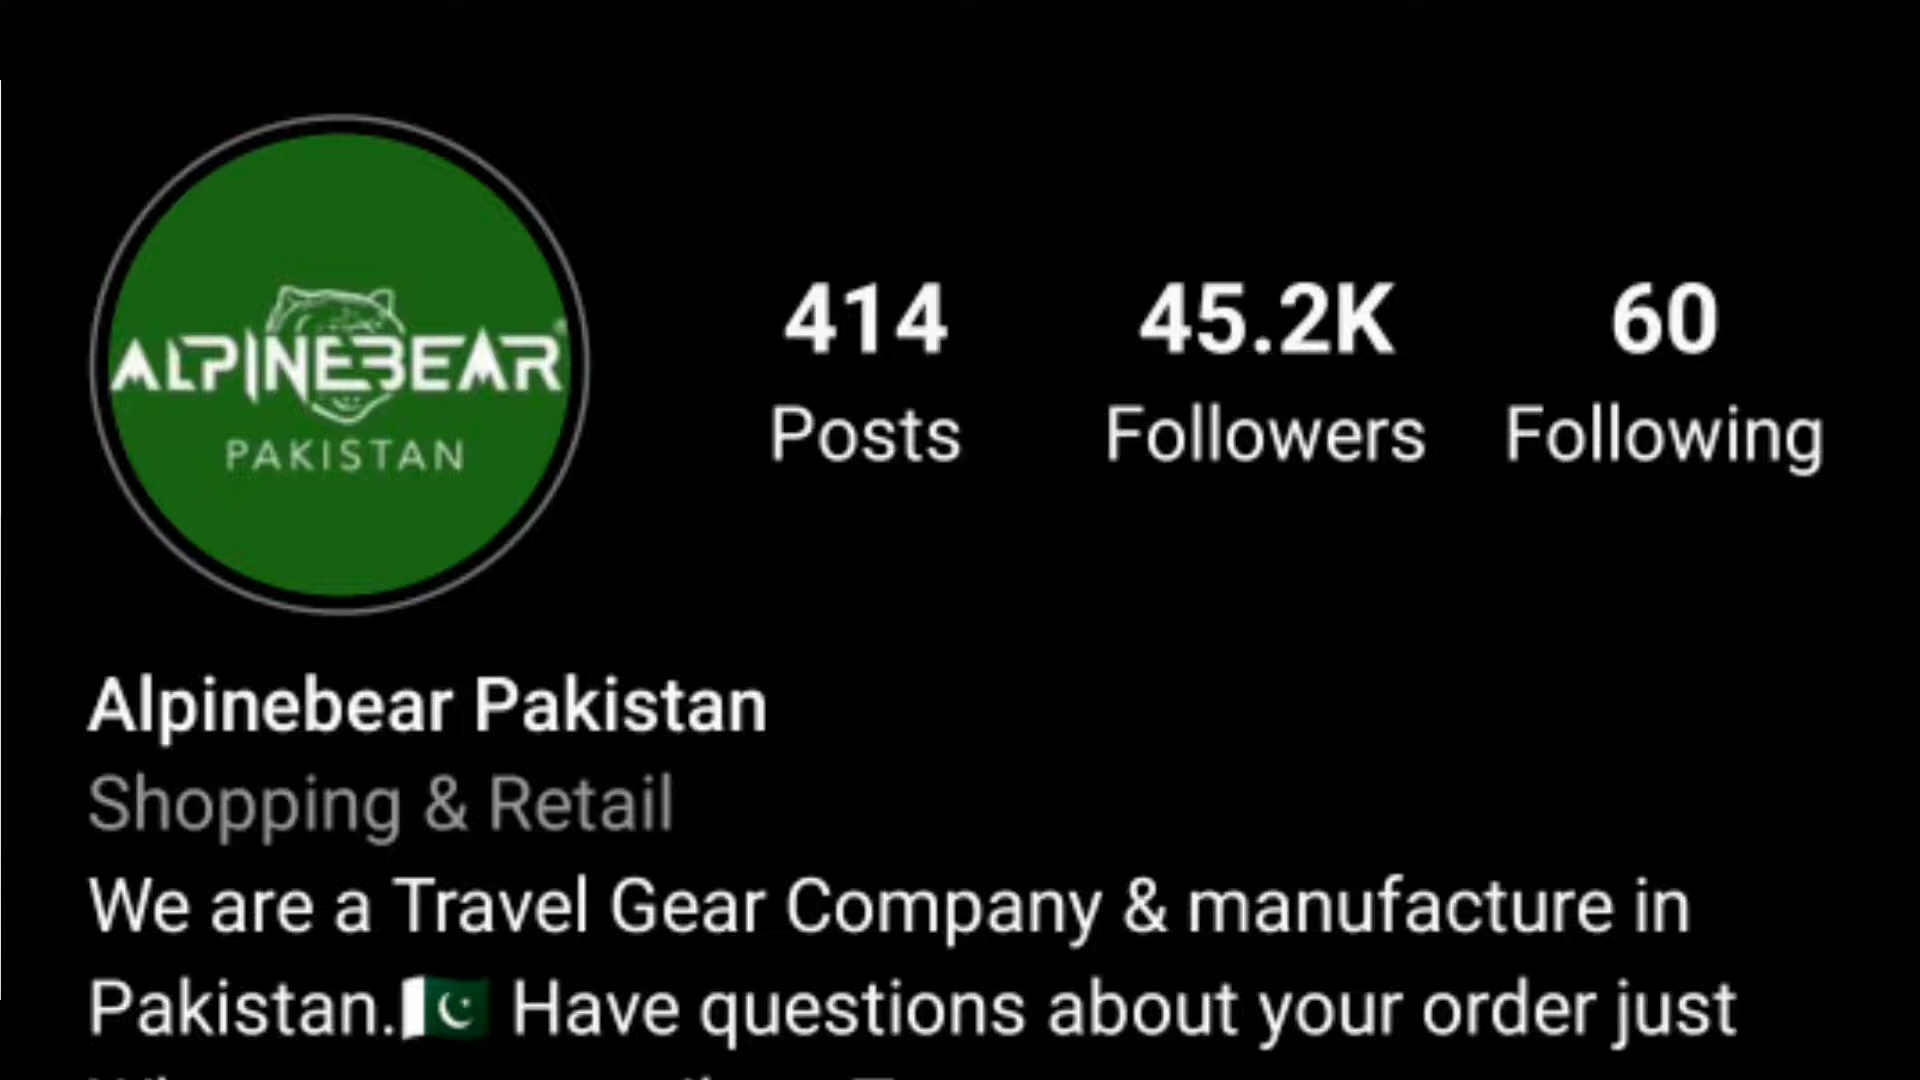 ALPINEBEAR®
PAKISTAN
414 45.2K 60
Posts Followers Following
Alpinebear Pakistan
Shopping & Retail
We are a Travel Gear Company & manufacture in
Pakistan.🇵🇰 Have questions about your order just